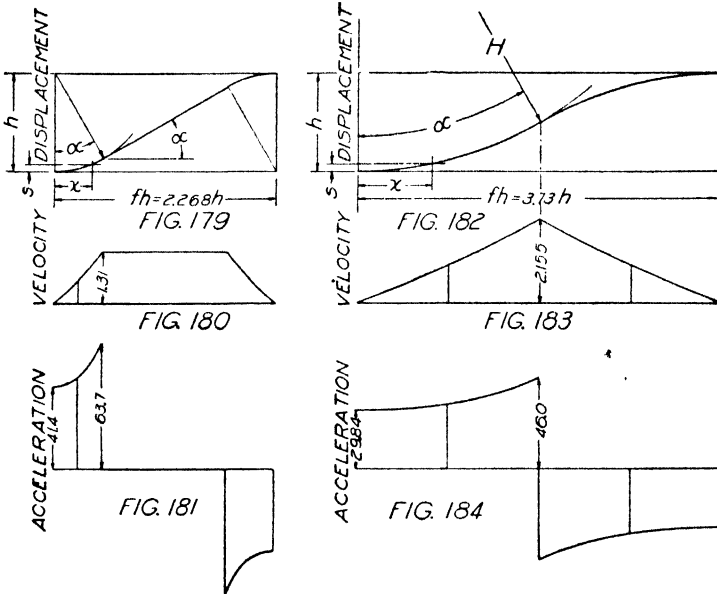 DISPLACEMENT
h
α
α
s
x
fh=2.268h
FIG. 179
VELOCITY
1.31
FIG. 180
ACCELERATION
41.4
63.7
FIG. 181
DISPLACEMENT
H
h
α
s
x
fh=3.73h
FIG. 182
VELOCITY
2.155
FIG. 183
ACCELERATION
29.84
46.0
FIG. 184